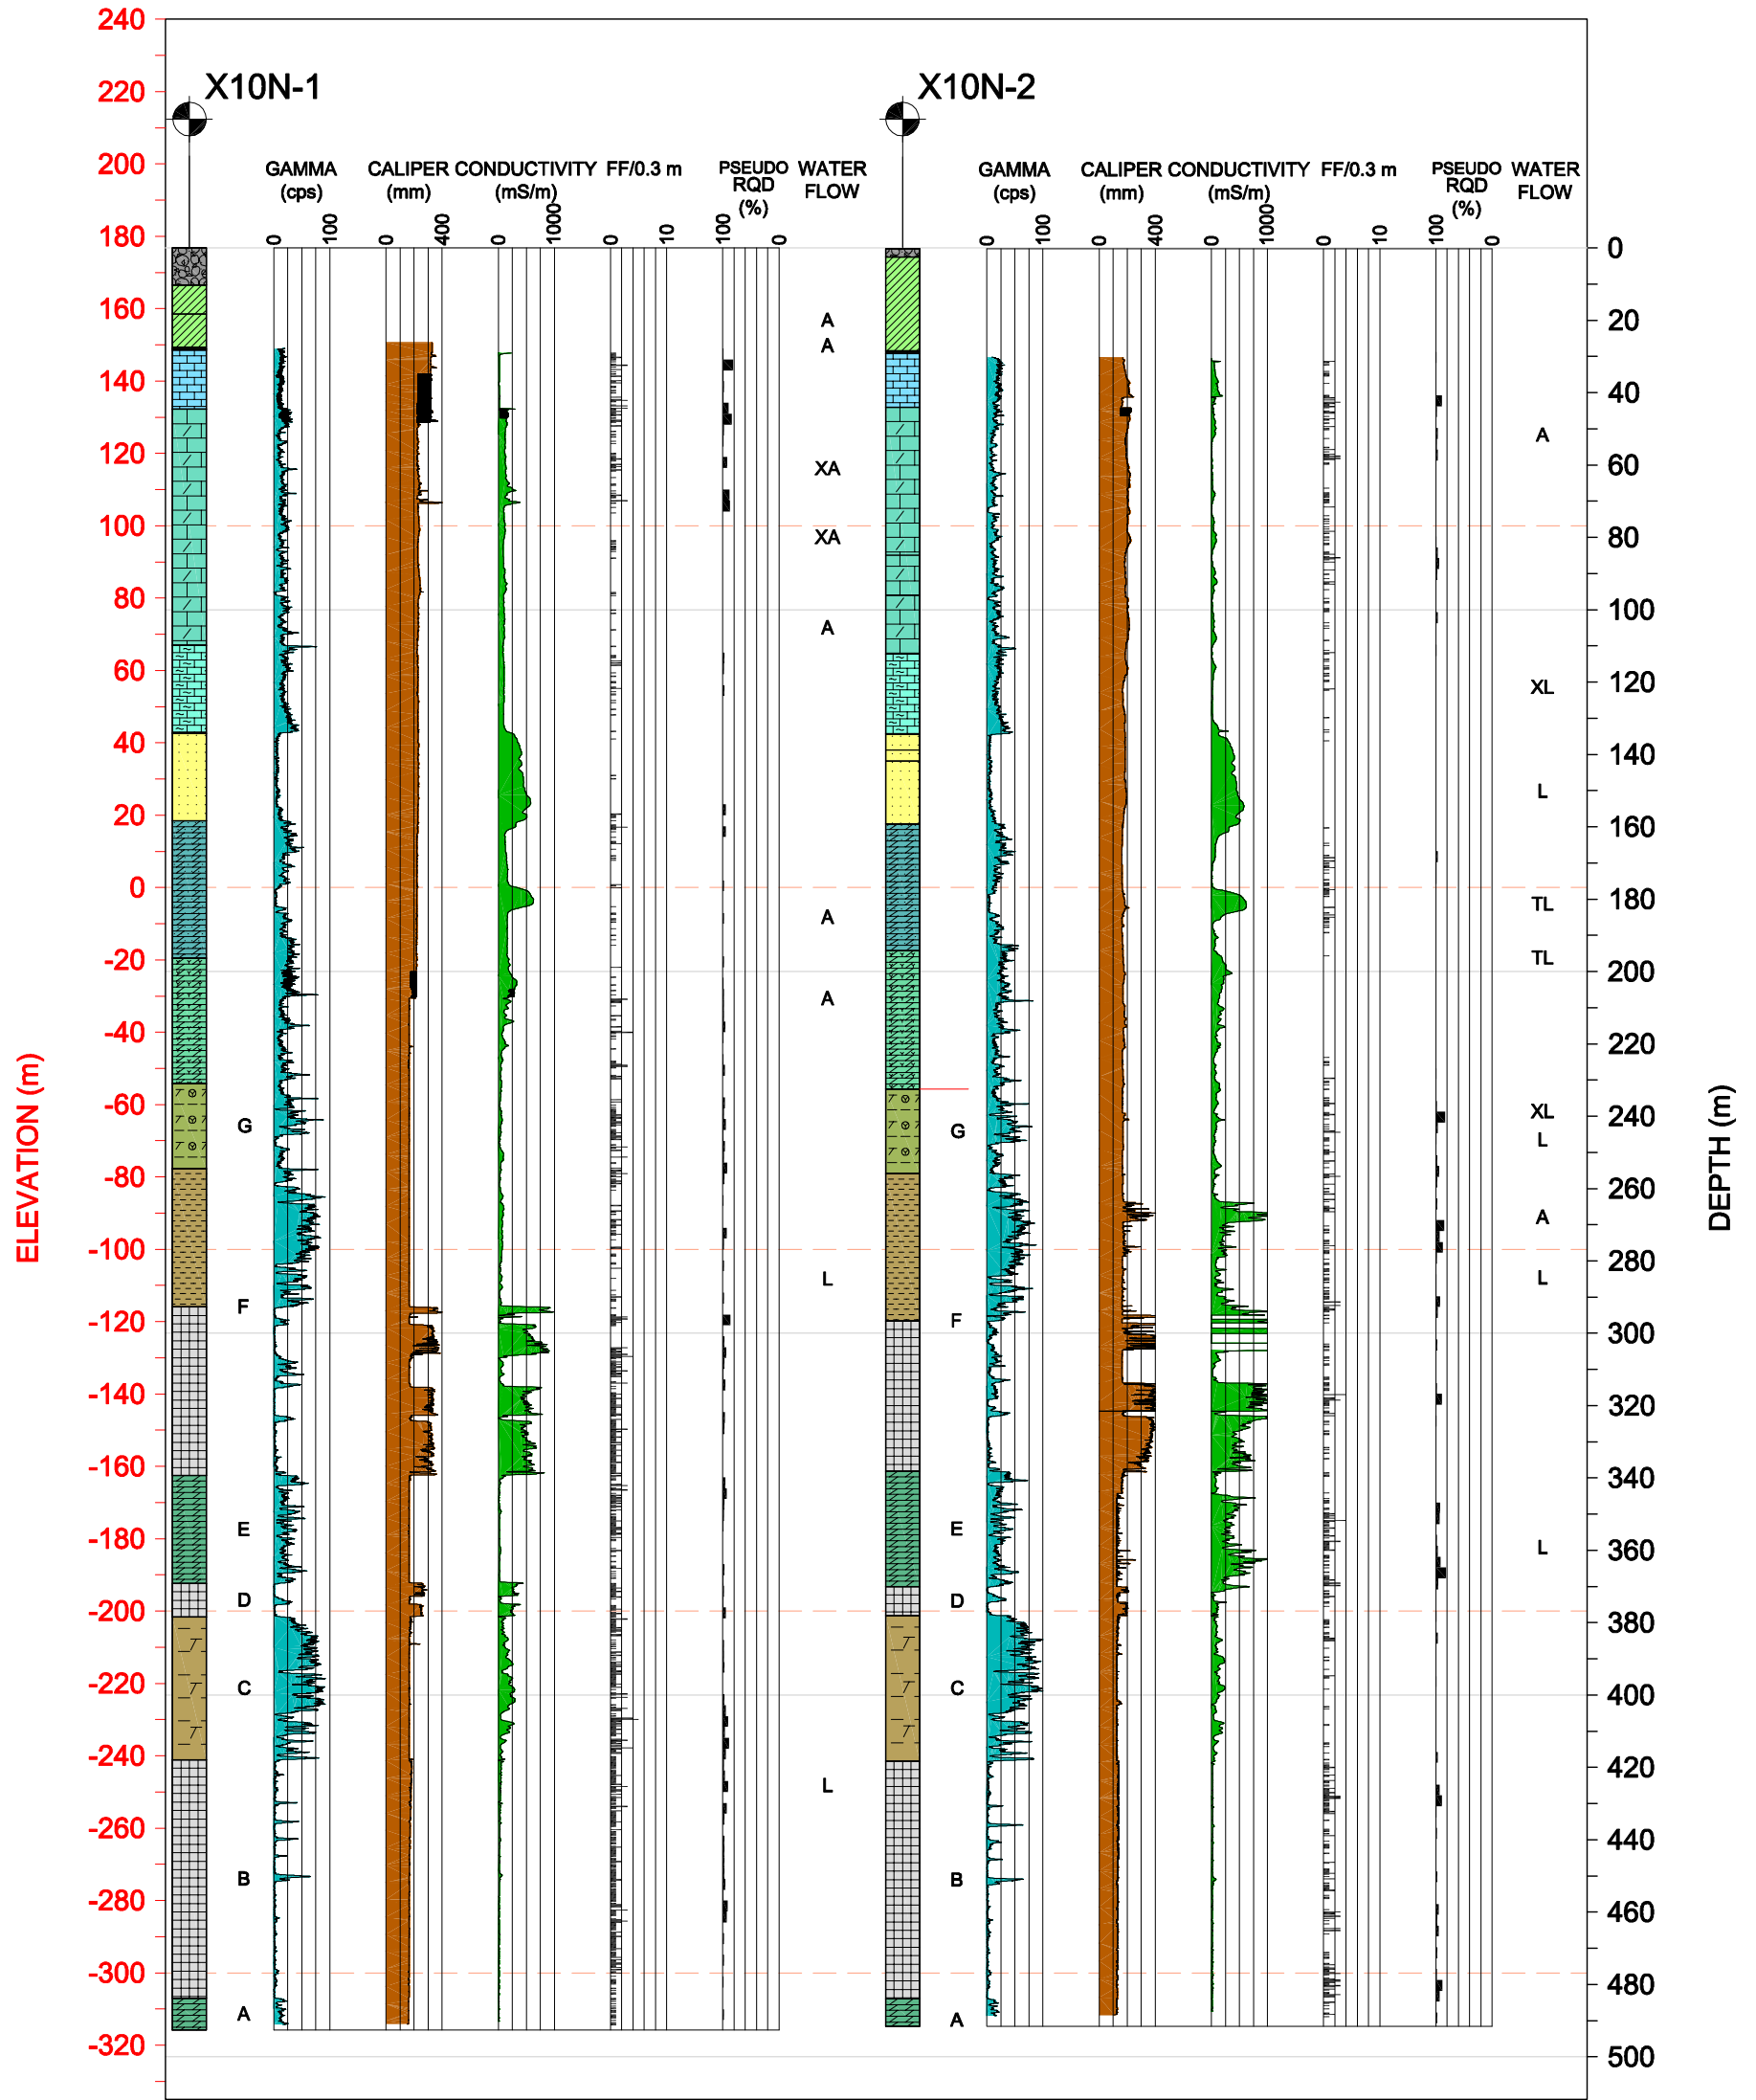 240
220
200
180
160
140
120
100
80
60
40
20
0
-20
-40
-60
-80
-100
-120
-140
-160
-180
-200
-220
-240
-260
-280
-300
-320
ELEVATION (m)
X10N-1
GAMMA
(cps)
0 100
CALIPER
(mm)
0 400
CONDUCTIVITY
(mS/m)
0 1000
FF/0.3 m
0 10
PSEUDO
RQD
(%)
100 0
WATER
FLOW
A
A
XA
XA
A
A
A
L
L
G
F
E
D
C
B
A
X10N-2
GAMMA
(cps)
0 100
CALIPER
(mm)
0 400
CONDUCTIVITY
(mS/m)
0 1000
FF/0.3 m
0 10
PSEUDO
RQD
(%)
100 0
WATER
FLOW
A
XL
L
TL
TL
XL
L
A
L
L
G
F
E
D
C
B
A
0
20
40
60
80
100
120
140
160
180
200
220
240
260
280
300
320
340
360
380
400
420
440
460
480
500
DEPTH (m)